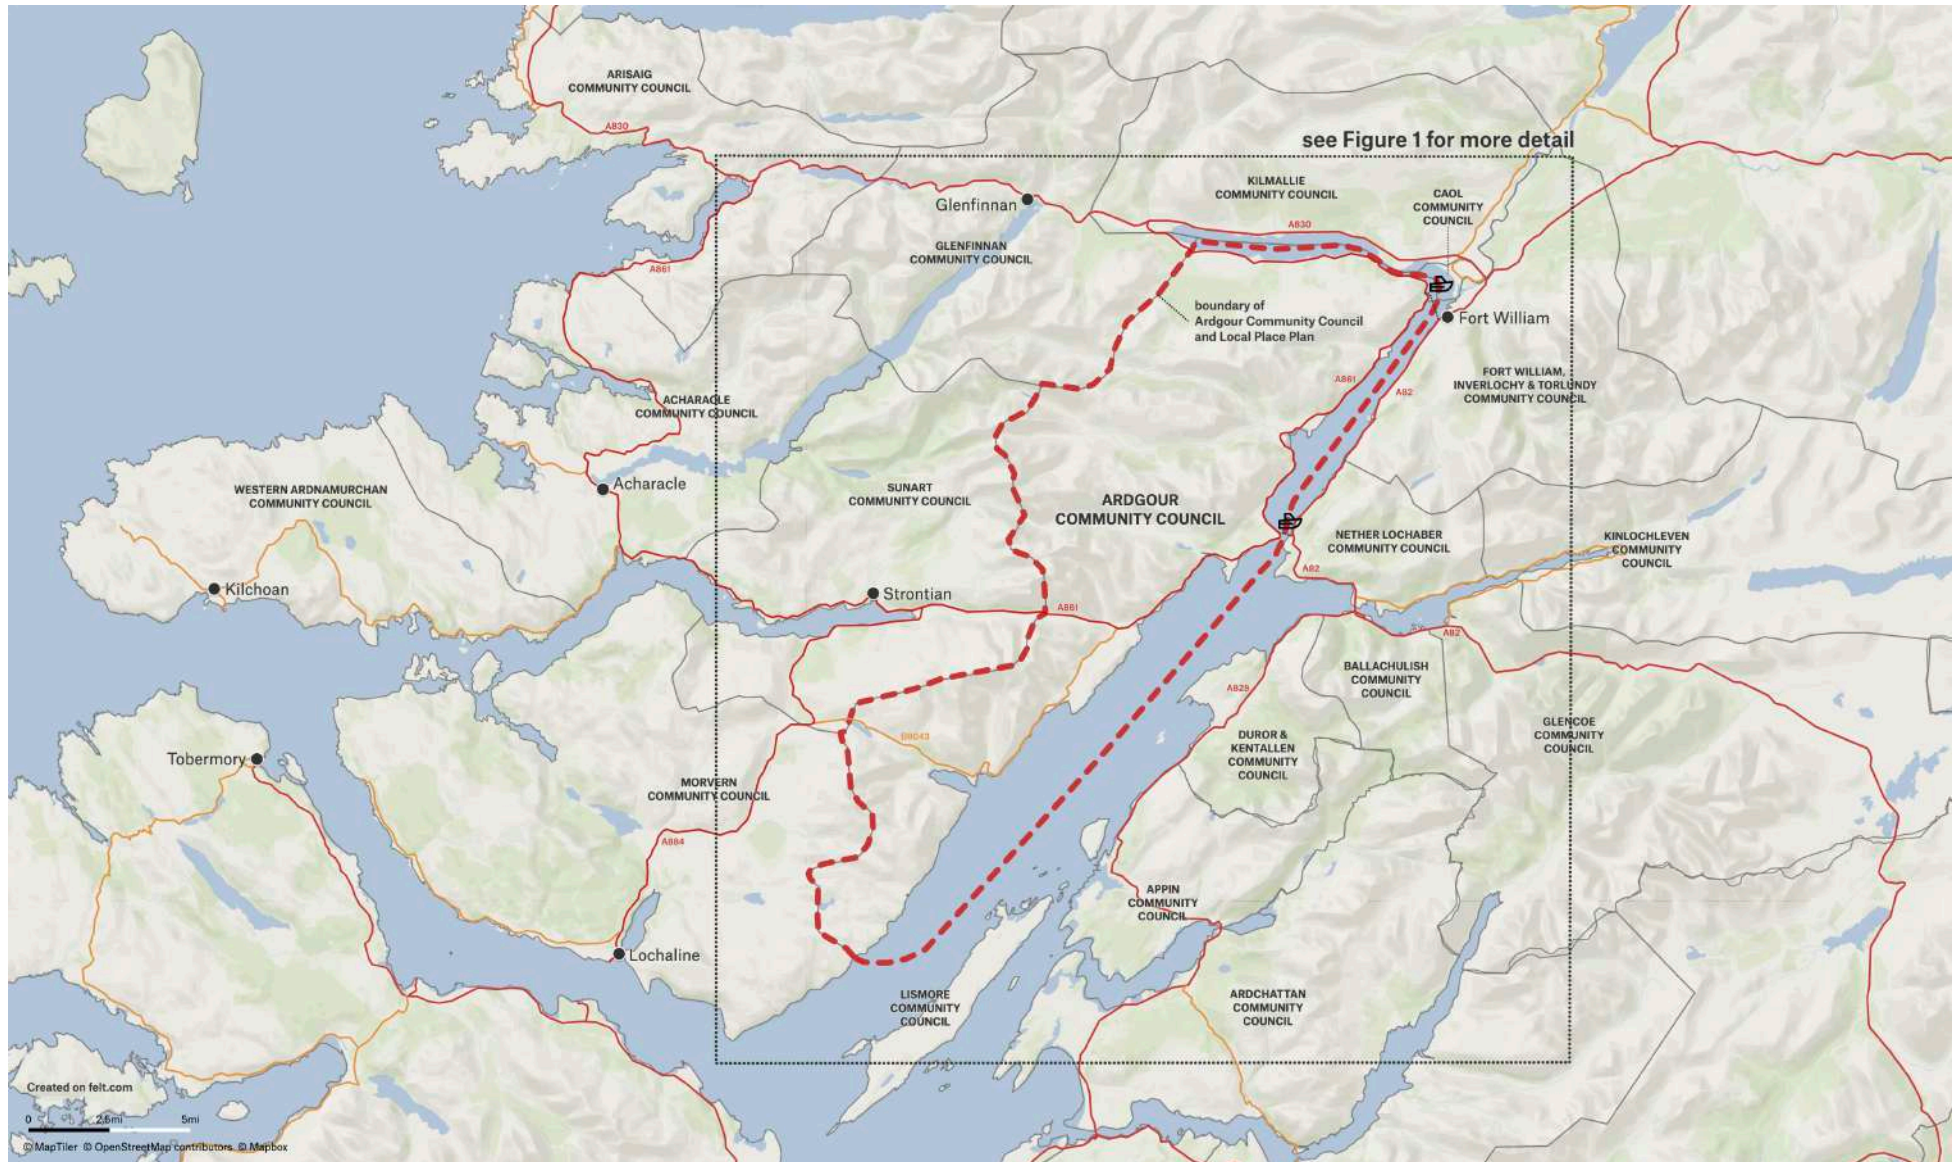 ARISAIG
COMMUNITY COUNCIL
A830
see Figure 1 for more detail
KILMALLIE
COMMUNITY COUNCIL
CAOL
COMMUNITY
COUNCIL
Glenfinnan
A830
GLENFINNAN
COMMUNITY COUNCIL
A861
boundary of
Ardgour Community Council
and Local Place Plan
Fort William
A861
A82
FORT WILLIAM,
INVERLOCHY & TORLUNDY
COMMUNITY COUNCIL
ACHARACLE
COMMUNITY COUNCIL
Acharacle
WESTERN ARDNAMURCHAN
COMMUNITY COUNCIL
SUNART
COMMUNITY COUNCIL
ARDGOUR
COMMUNITY COUNCIL
NETHER LOCHABER
COMMUNITY COUNCIL
KINLOCHLEVEN
COMMUNITY
COUNCIL
A82
Kilchoan
Strontian
A861
A82
BALLACHULISH
COMMUNITY
COUNCIL
A828
GLENCOE
COMMUNITY
COUNCIL
DUROR &
KENTALLEN
COMMUNITY
COUNCIL
B8043
Tobermory
MORVERN
COMMUNITY COUNCIL
A884
APPIN
COMMUNITY
COUNCIL
Lochaline
LISMORE
COMMUNITY
COUNCIL
ARDCHATTAN
COMMUNITY
COUNCIL
Created on felt.com
0 2.5mi 5mi
© MapTiler © OpenStreetMap contributors © Mapbox